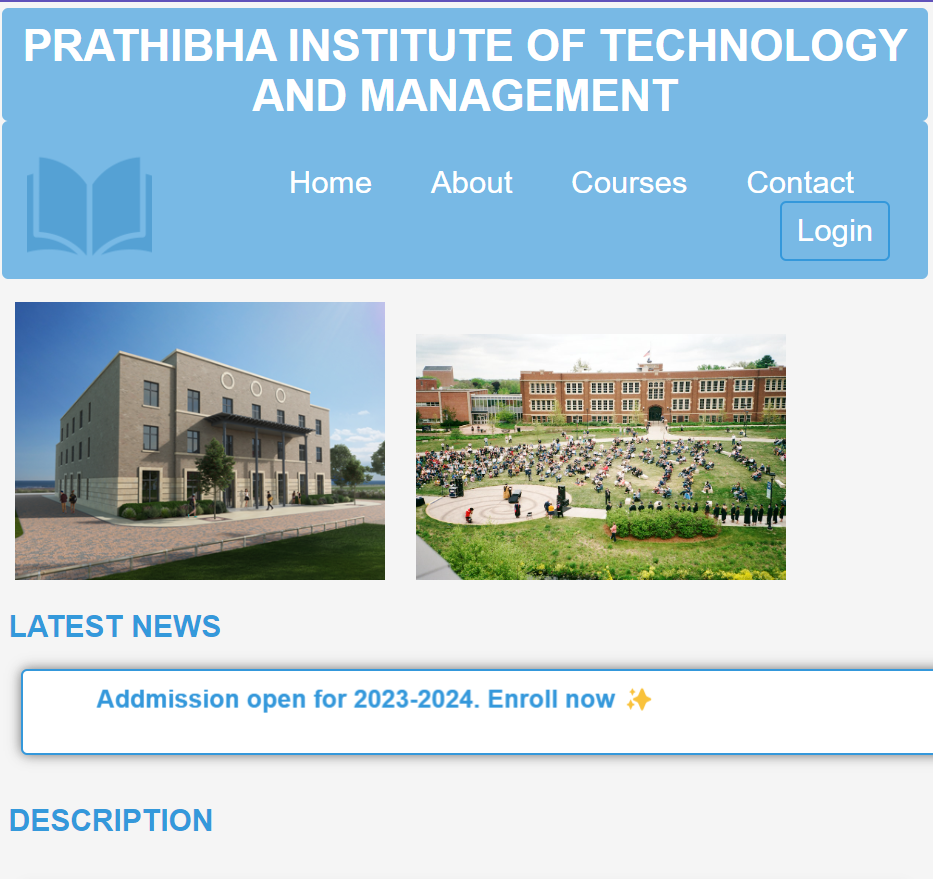 PRATHIBHA INSTITUTE OF TECHNOLOGY
AND MANAGEMENT
Home About Courses Contact
Login
LATEST NEWS
Addmission open for 2023-2024. Enroll now ✨
DESCRIPTION